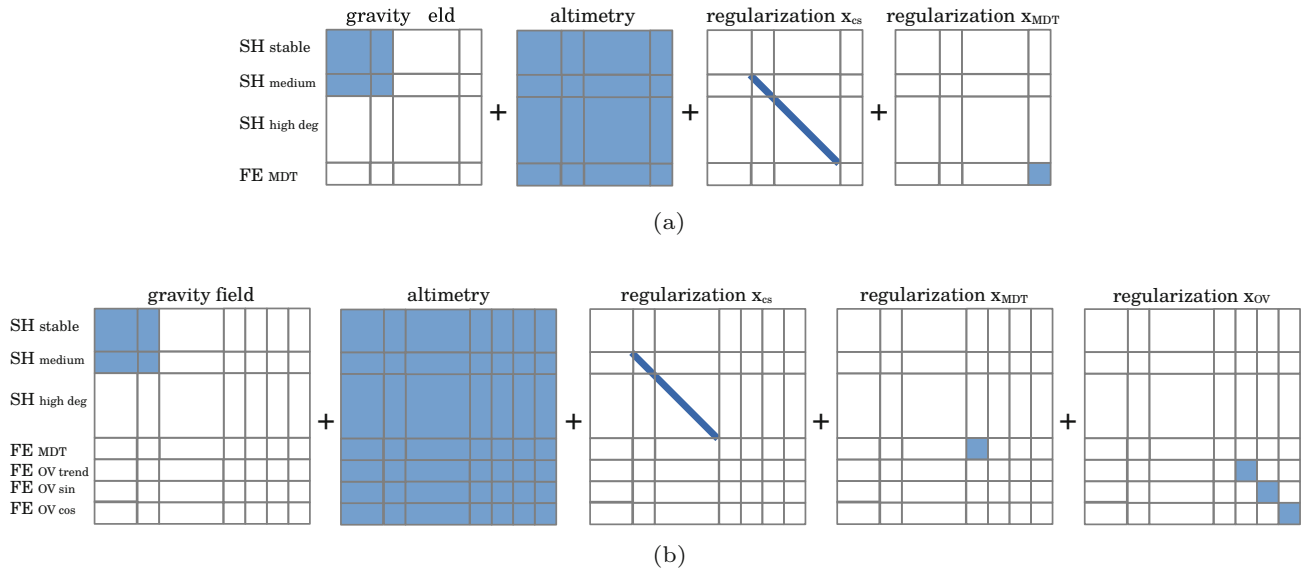 gravity eld altimetry regularization xcs regularization xMDT
SH stable
SH medium
SH high deg
FE MDT
+ + +
(a)
gravity field altimetry regularization xcs regularization xMDT regularization xOV
SH stable
SH medium
SH high deg
FE MDT
FE OV trend
FE OV sin
FE OV cos
+ + + +
(b)